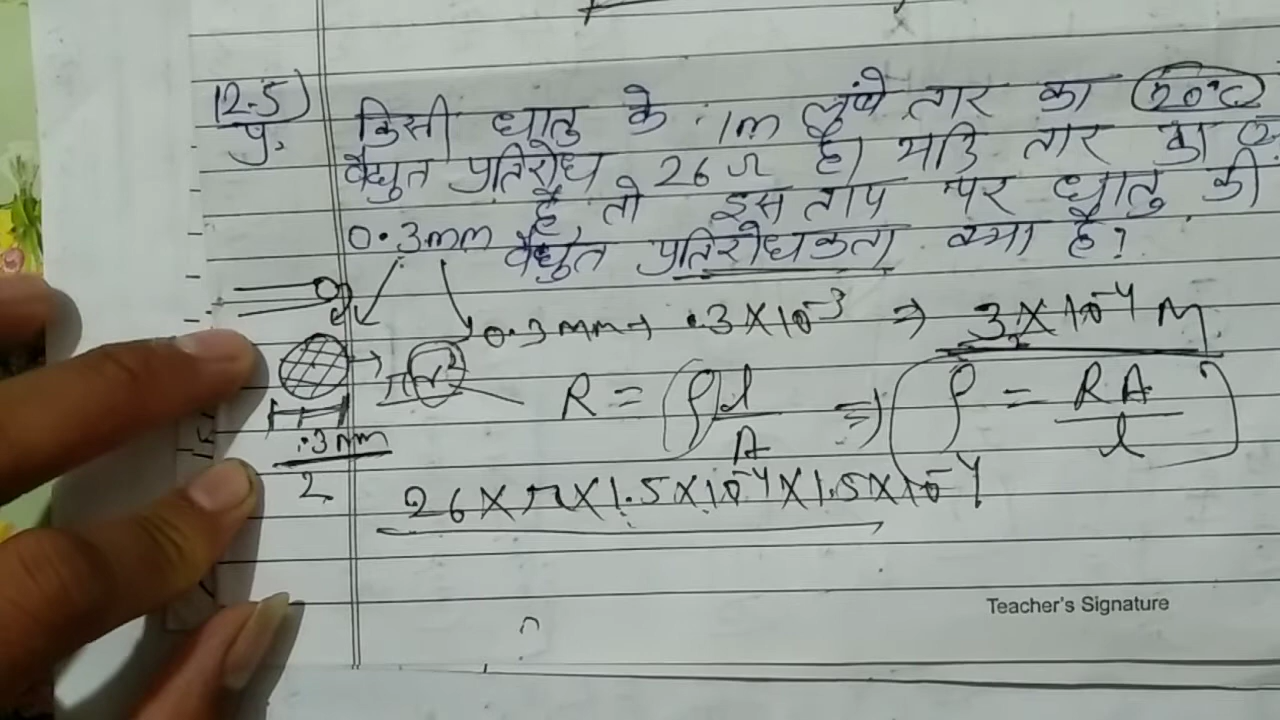 12.5)
प्र. किसी धातु के 1m लंबे तार का 20°C
वैद्युत प्रतिरोध 26 Ω है। यदि तार का
0.3mm है, तो इस ताप पर धातु की
वैद्युत प्रतिरोधकता क्या है?
0.3mm → .3×10⁻³ ⇒ 3×10⁻⁴ M
πr²
R = ρl/A ⇒ ρ = RA/l
.3mm/2
26×π×1.5×10⁻⁴×1.5×10⁻⁴
Teacher's Signature